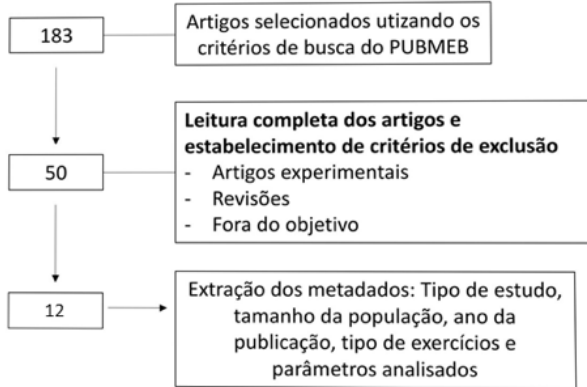 183
Artigos selecionados utizando os
critérios de busca do PUBMEB
50
Leitura completa dos artigos e
estabelecimento de critérios de exclusão
- Artigos experimentais
- Revisões
- Fora do objetivo
12
Extração dos metadados: Tipo de estudo,
tamanho da população, ano da
publicação, tipo de exercícios e
parâmetros analisados